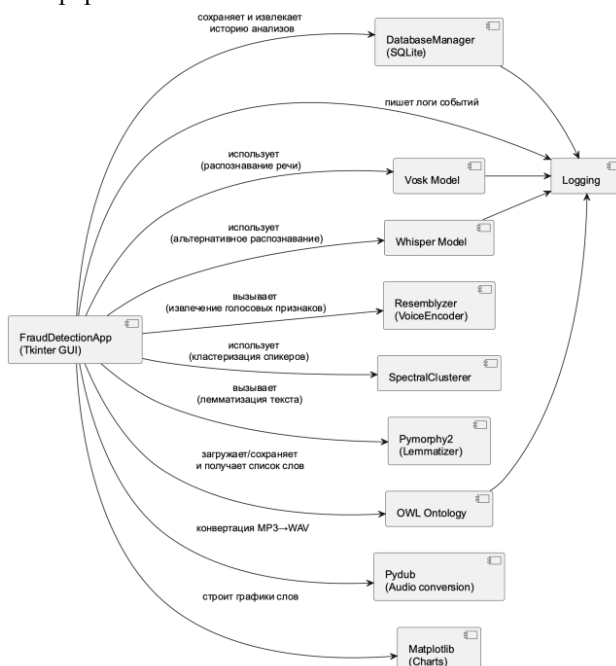 сохраняет и извлекает
историю анализов
DatabaseManager
(SQLite)
пишет логи событий
использует
(распознавание речи)
Vosk Model
Logging
использует
(альтернативное распознавание)
Whisper Model
вызывает
(извлечение голосовых признаков)
Resemblyzer
(VoiceEncoder)
FraudDetectionApp
(Tkinter GUI)
использует
(кластеризация спикеров)
SpectralClusterer
вызывает
(лемматизация текста)
Pymorphy2
(Lemmatizer)
загружает/сохраняет
и получает список слов
OWL Ontology
конвертация MP3→WAV
Pydub
(Audio conversion)
строит графики слов
Matplotlib
(Charts)